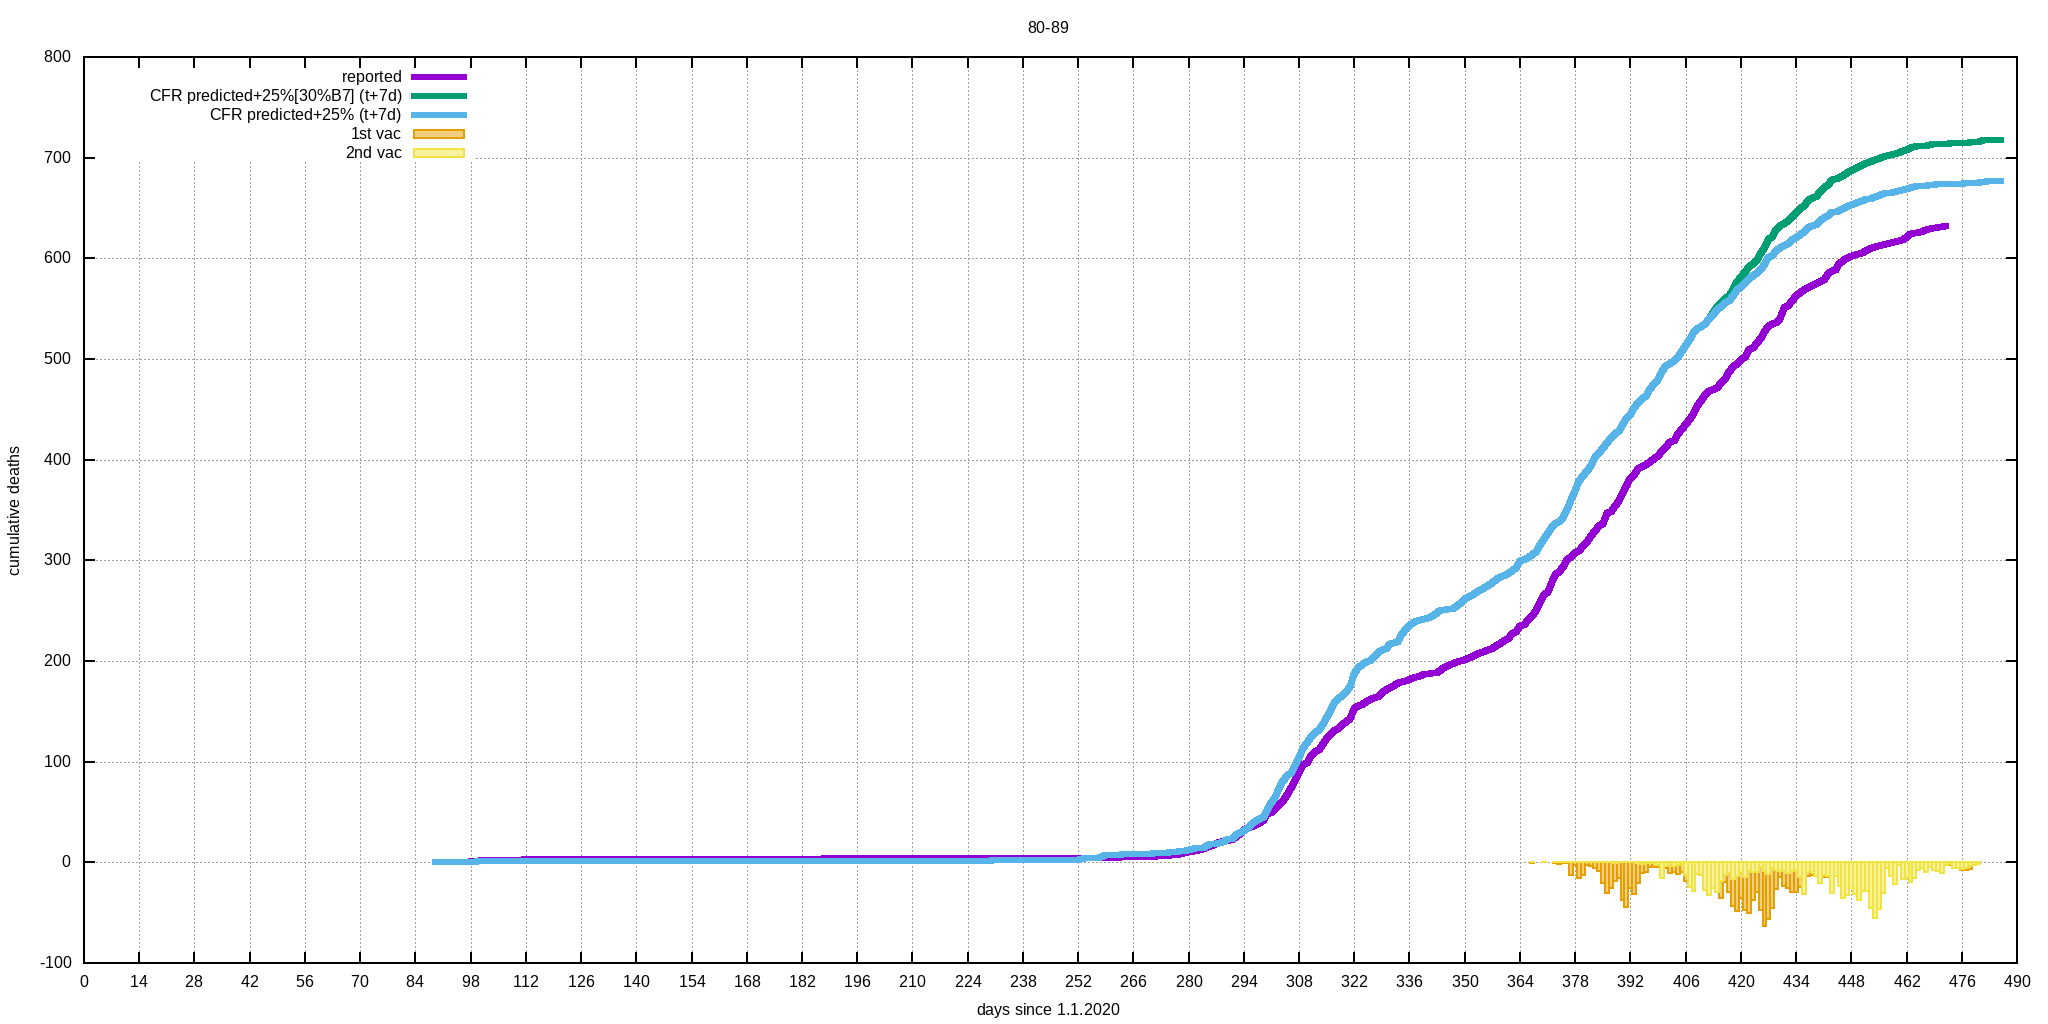 80-89
reported
CFR predicted+25%[30%B7] (t+7d)
CFR predicted+25% (t+7d)
1st vac
2nd vac
800
700
600
500
400
300
200
100
0
-100
cumulative deaths
0 14 28 42 56 70 84 98 112 126 140 154 168 182 196 210 224 238 252 266 280 294 308 322 336 350 364 378 392 406 420 434 448 462 476 490
days since 1.1.2020